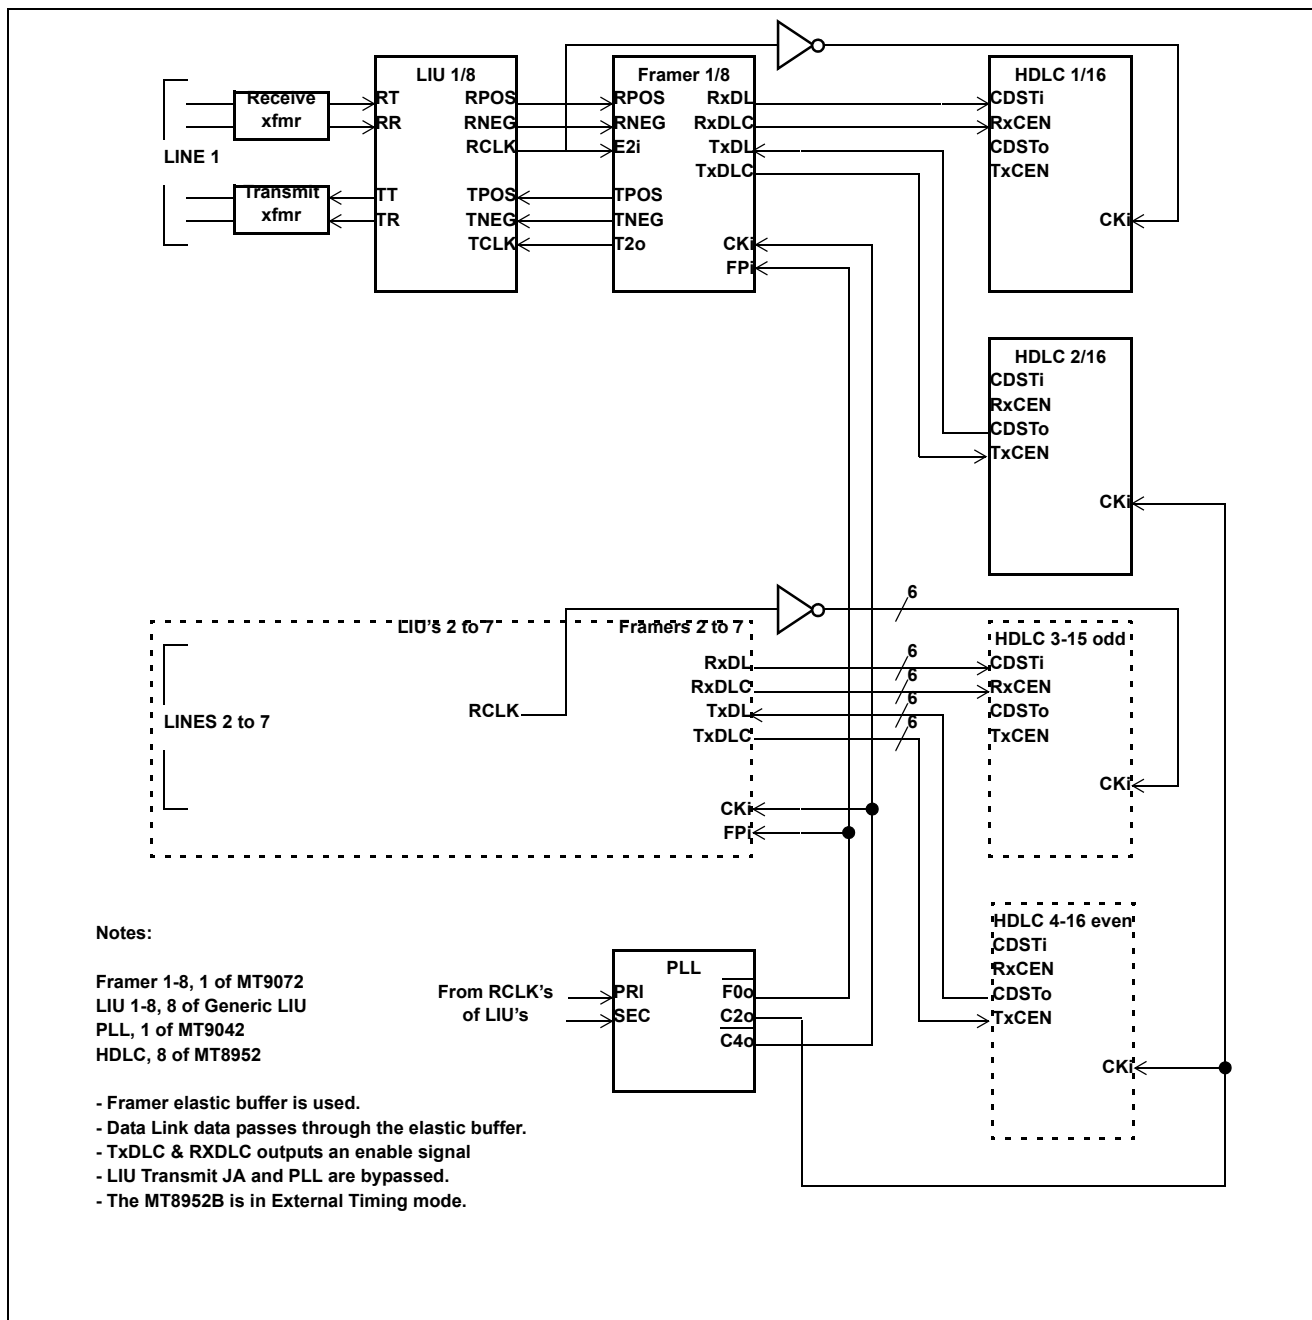 LIU 1/8
Framer 1/8
HDLC 1/16
Receive
xfmr
RT
RR
RPOS
RNEG
RCLK
RPOS
RNEG
E2i
RxDL
RxDLC
TxDL
TxDLC
CDSTi
RxCEN
CDSTo
TxCEN
LINE 1
Transmit
xfmr
TT
TR
TPOS
TNEG
TCLK
TPOS
TNEG
T2o
CKi
FPi
CKi
HDLC 2/16
CDSTi
RxCEN
CDSTo
TxCEN
CKi
6
LIU's 2 to 7
Framers 2 to 7
HDLC 3-15 odd
RxDL
RxDLC
TxDL
TxDLC
6
6
6
6
CDSTi
RxCEN
CDSTo
TxCEN
RCLK
LINES 2 to 7
CKi
CKi
FPi
HDLC 4-16 even
CDSTi
RxCEN
CDSTo
TxCEN
CKi
PLL
From RCLK's
of LIU's
PRI
SEC
F0o
C2o
C4o
Notes:
Framer 1-8, 1 of MT9072
LIU 1-8, 8 of Generic LIU
PLL, 1 of MT9042
HDLC, 8 of MT8952
- Framer elastic buffer is used.
- Data Link data passes through the elastic buffer.
- TxDLC & RXDLC outputs an enable signal
- LIU Transmit JA and PLL are bypassed.
- The MT8952B is in External Timing mode.